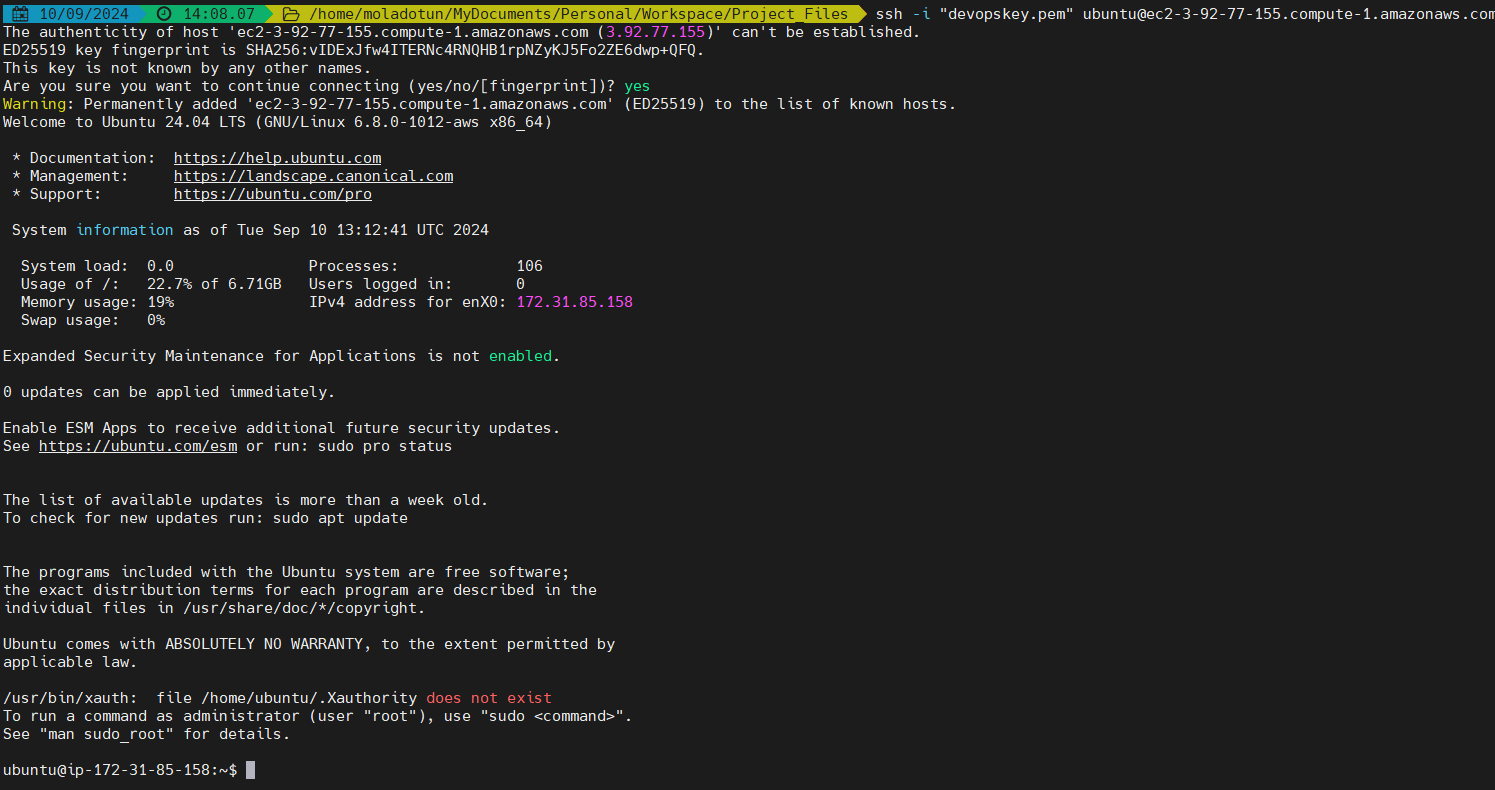 10/09/2024 14:08.07 /home/moladotun/MyDocuments/Personal/Workspace/Project_Files ssh -i "devopskey.pem" ubuntu@ec2-3-92-77-155.compute-1.amazonaws.com
The authenticity of host 'ec2-3-92-77-155.compute-1.amazonaws.com (3.92.77.155)' can't be established.
ED25519 key fingerprint is SHA256:vIDExJfw4ITERNc4RNQHB1rpNZyKJ5Fo2ZE6dwp+QFQ.
This key is not known by any other names.
Are you sure you want to continue connecting (yes/no/[fingerprint])? yes
Warning: Permanently added 'ec2-3-92-77-155.compute-1.amazonaws.com' (ED25519) to the list of known hosts.
Welcome to Ubuntu 24.04 LTS (GNU/Linux 6.8.0-1012-aws x86_64)
* Documentation: https://help.ubuntu.com
* Management: https://landscape.canonical.com
* Support: https://ubuntu.com/pro
System information as of Tue Sep 10 13:12:41 UTC 2024
System load: 0.0 Processes: 106
Usage of /: 22.7% of 6.71GB Users logged in: 0
Memory usage: 19% IPv4 address for enX0: 172.31.85.158
Swap usage: 0%
Expanded Security Maintenance for Applications is not enabled.
0 updates can be applied immediately.
Enable ESM Apps to receive additional future security updates.
See https://ubuntu.com/esm or run: sudo pro status
The list of available updates is more than a week old.
To check for new updates run: sudo apt update
The programs included with the Ubuntu system are free software;
the exact distribution terms for each program are described in the
individual files in /usr/share/doc/*/copyright.
Ubuntu comes with ABSOLUTELY NO WARRANTY, to the extent permitted by
applicable law.
/usr/bin/xauth: file /home/ubuntu/.Xauthority does not exist
To run a command as administrator (user "root"), use "sudo <command>".
See "man sudo_root" for details.
ubuntu@ip-172-31-85-158:~$